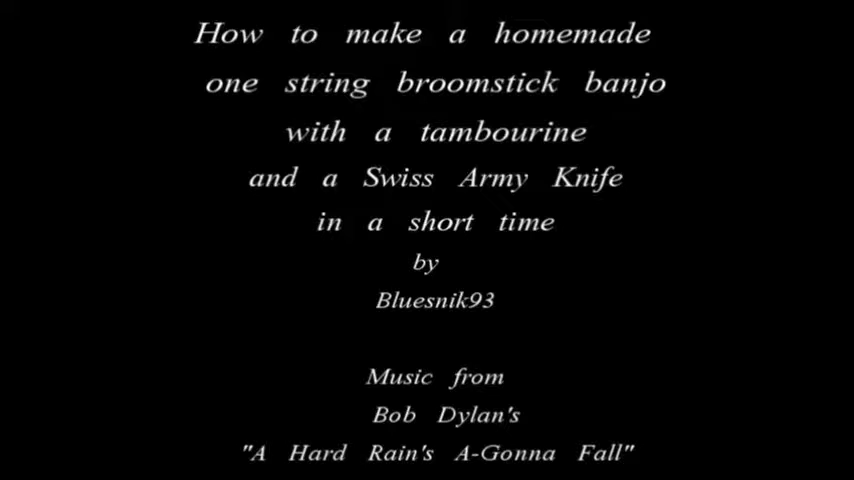 How to make a homemade
one string broomstick banjo
with a tambourine
and a Swiss Army Knife
in a short time
by
Bluesnik93
Music from
Bob Dylan's
"A Hard Rain's A-Gonna Fall"